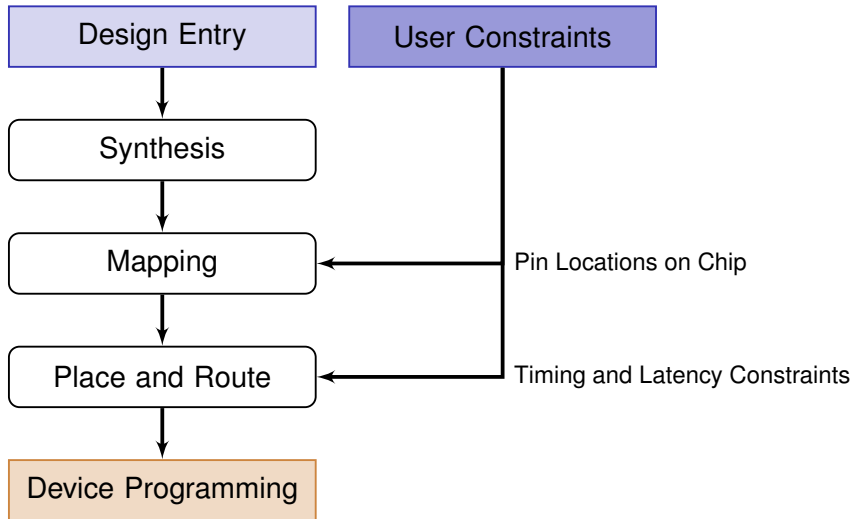 Design Entry
User Constraints
Synthesis
Mapping
Pin Locations on Chip
Place and Route
Timing and Latency Constraints
Device Programming